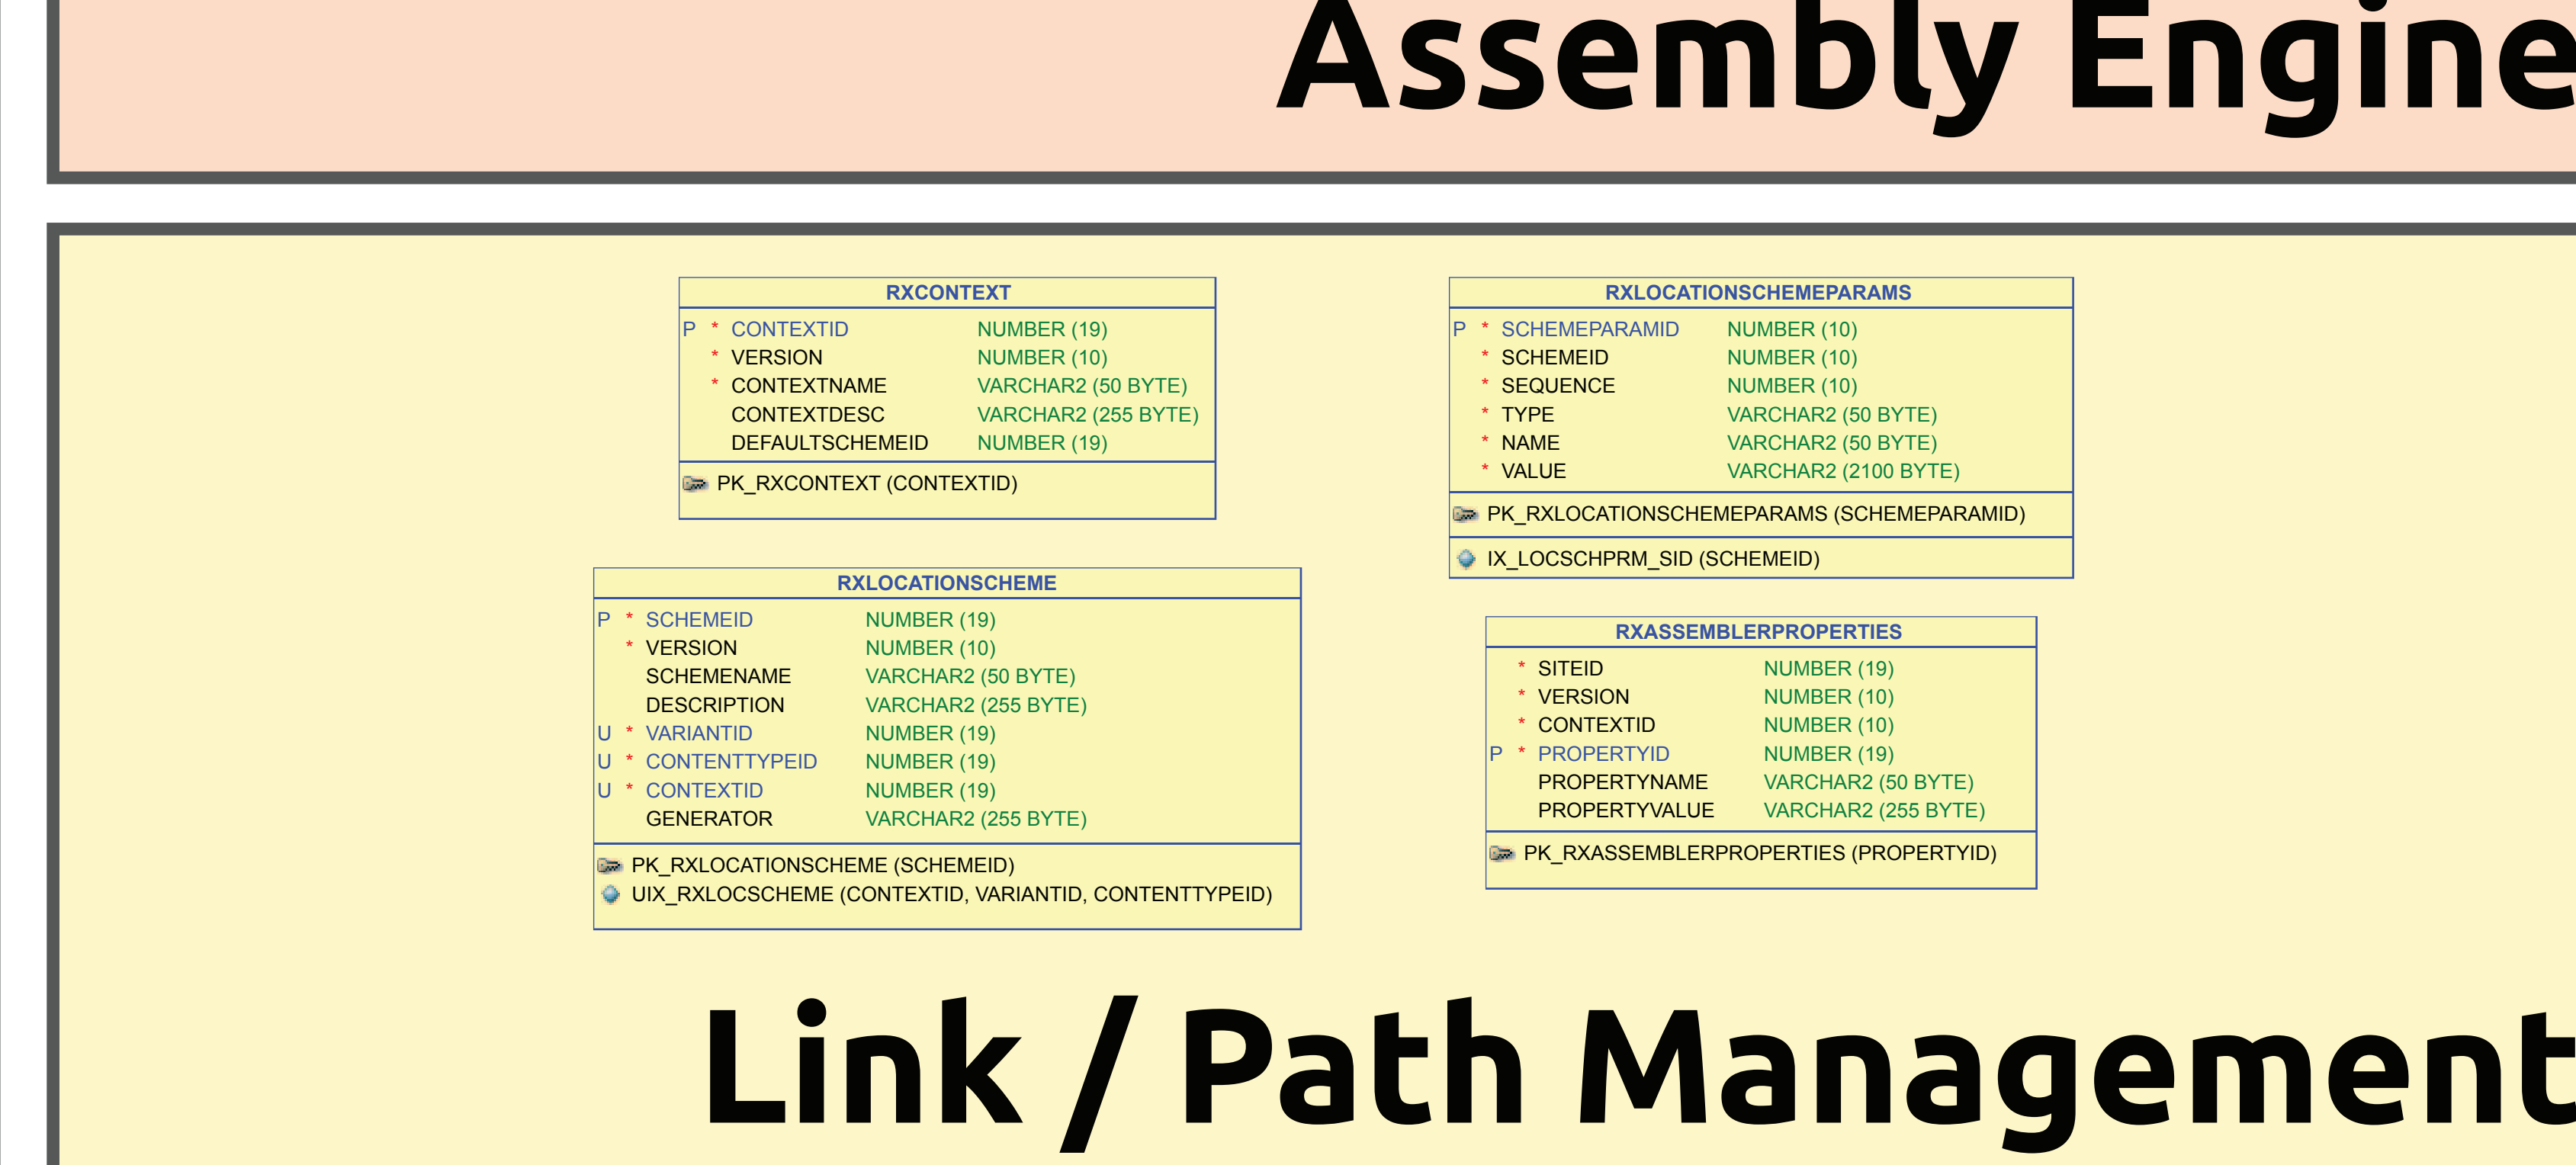 Assembly Engine
RXCONTEXT
P * CONTEXTID NUMBER (19)
* VERSION NUMBER (10)
* CONTEXTNAME VARCHAR2 (50 BYTE)
CONTEXTDESC VARCHAR2 (255 BYTE)
DEFAULTSCHEMEID NUMBER (19)
PK_RXCONTEXT (CONTEXTID)
RXLOCATIONSCHEMEPARAMS
P * SCHEMEPARAMID NUMBER (10)
* SCHEMEID NUMBER (10)
* SEQUENCE NUMBER (10)
* TYPE VARCHAR2 (50 BYTE)
* NAME VARCHAR2 (50 BYTE)
* VALUE VARCHAR2 (2100 BYTE)
PK_RXLOCATIONSCHEMEPARAMS (SCHEMEPARAMID)
IX_LOCSCHPRM_SID (SCHEMEID)
RXLOCATIONSCHEME
P * SCHEMEID NUMBER (19)
* VERSION NUMBER (10)
SCHEMENAME VARCHAR2 (50 BYTE)
DESCRIPTION VARCHAR2 (255 BYTE)
U * VARIANTID NUMBER (19)
U * CONTENTTYPEID NUMBER (19)
U * CONTEXTID NUMBER (19)
GENERATOR VARCHAR2 (255 BYTE)
PK_RXLOCATIONSCHEME (SCHEMEID)
UIX_RXLOCSCHEME (CONTEXTID, VARIANTID, CONTENTTYPEID)
RXASSEMBLERPROPERTIES
* SITEID NUMBER (19)
* VERSION NUMBER (10)
* CONTEXTID NUMBER (10)
P * PROPERTYID NUMBER (19)
PROPERTYNAME VARCHAR2 (50 BYTE)
PROPERTYVALUE VARCHAR2 (255 BYTE)
PK_RXASSEMBLERPROPERTIES (PROPERTYID)
Link / Path Management